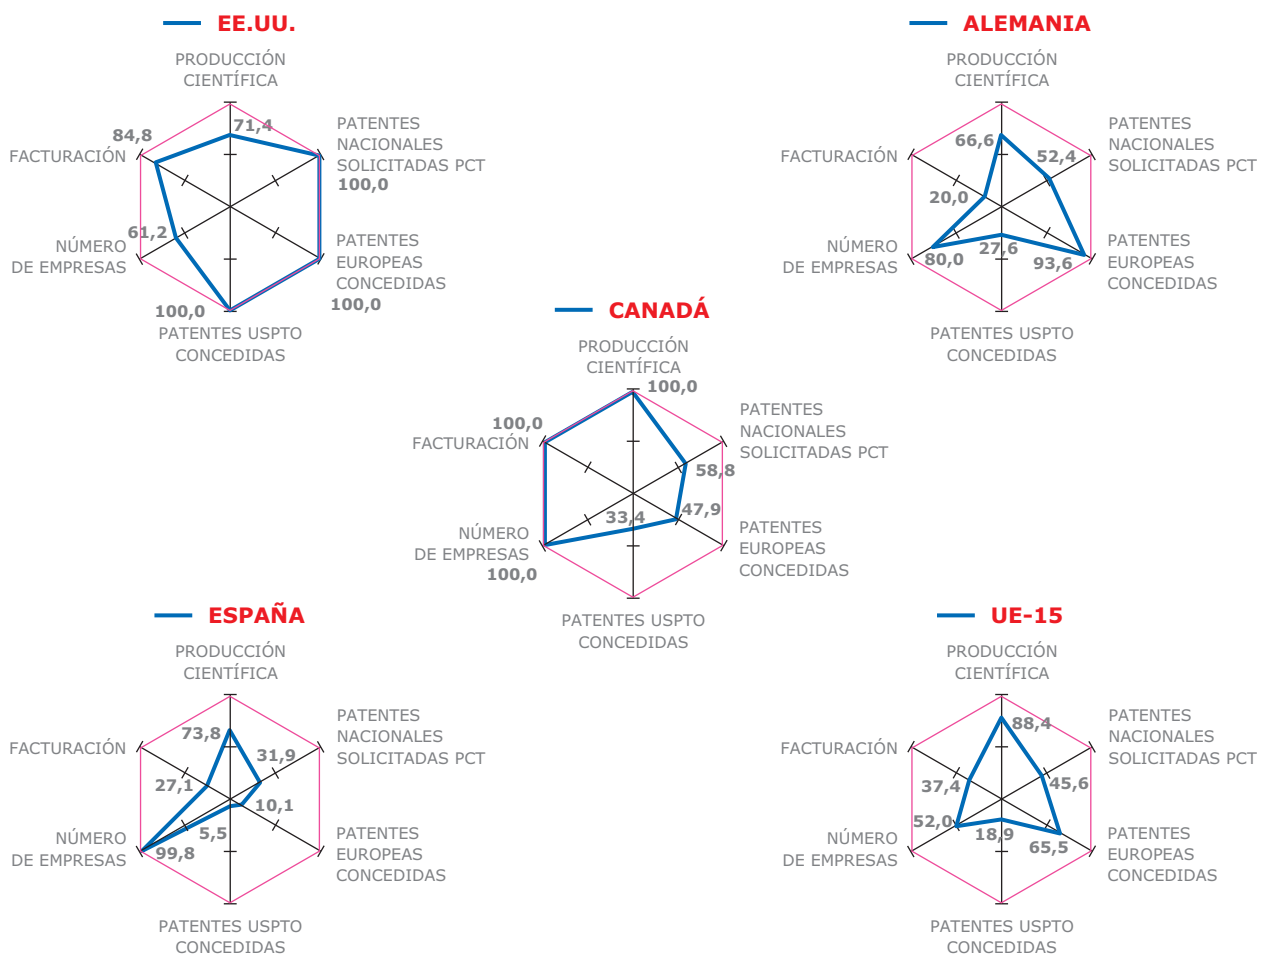 EE.UU.
PRODUCCIÓN
CIENTÍFICA
71,4
84,8
PATENTES
NACIONALES
SOLICITADAS PCT
100,0
FACTURACIÓN
61,2
NÚMERO
DE EMPRESAS
PATENTES
EUROPEAS
CONCEDIDAS
100,0
100,0
PATENTES USPTO
CONCEDIDAS
ALEMANIA
PRODUCCIÓN
CIENTÍFICA
66,6
PATENTES
NACIONALES
SOLICITADAS PCT
52,4
FACTURACIÓN
20,0
NÚMERO
DE EMPRESAS
80,0
27,6
93,6
PATENTES
EUROPEAS
CONCEDIDAS
PATENTES USPTO
CONCEDIDAS
CANADÁ
PRODUCCIÓN
CIENTÍFICA
100,0
100,0
FACTURACIÓN
PATENTES
NACIONALES
SOLICITADAS PCT
58,8
33,4
47,9
NÚMERO
DE EMPRESAS
100,0
PATENTES
EUROPEAS
CONCEDIDAS
PATENTES USPTO
CONCEDIDAS
ESPAÑA
PRODUCCIÓN
CIENTÍFICA
73,8
PATENTES
NACIONALES
SOLICITADAS PCT
31,9
FACTURACIÓN
27,1
10,1
5,5
NÚMERO
DE EMPRESAS
99,8
PATENTES
EUROPEAS
CONCEDIDAS
PATENTES USPTO
CONCEDIDAS
UE-15
PRODUCCIÓN
CIENTÍFICA
88,4
PATENTES
NACIONALES
SOLICITADAS PCT
45,6
FACTURACIÓN
37,4
52,0
NÚMERO
DE EMPRESAS
18,9
65,5
PATENTES
EUROPEAS
CONCEDIDAS
PATENTES USPTO
CONCEDIDAS